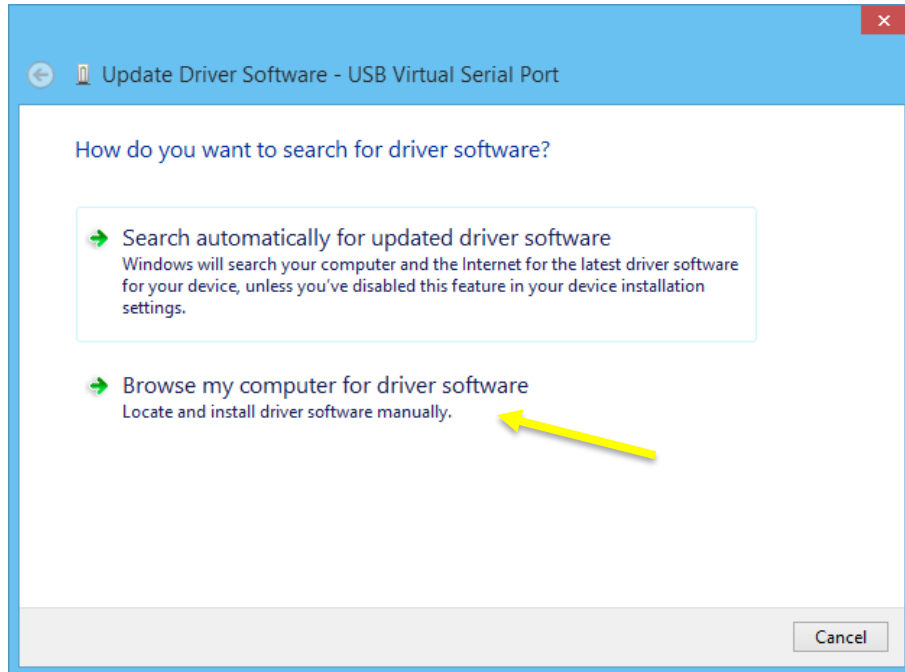 Update Driver Software - USB Virtual Serial Port
How do you want to search for driver software?
Search automatically for updated driver software
Windows will search your computer and the Internet for the latest driver software
for your device, unless you've disabled this feature in your device installation
settings.
Browse my computer for driver software
Locate and install driver software manually.
Cancel